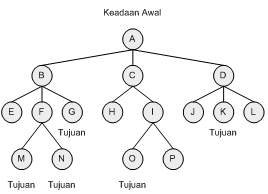 Keadaan Awal
A
B C D
E F G H I J K L
Tujuan Tujuan
M N O P
Tujuan Tujuan Tujuan